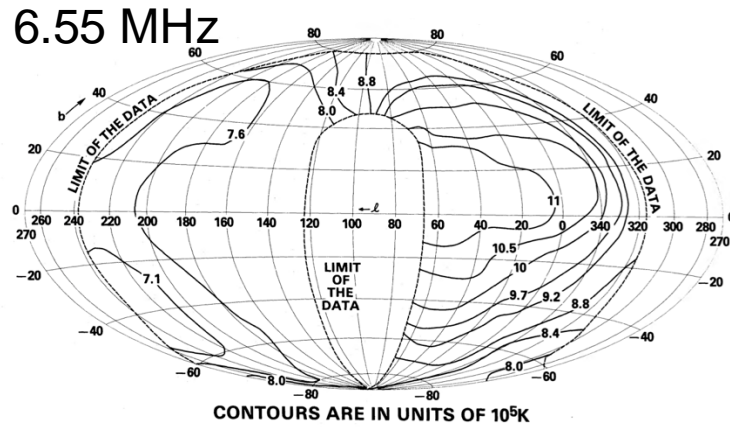 6.55 MHz
80 80
60 60
8.4 8.8
40 40
b
8.0
LIMIT OF THE DATA LIMIT OF THE DATA
7.6
20 20
11
0 260 240 220 200 180 160 140 120 100 80 60 40 20 0 340 320 300 280
270 270
←ℓ
10.5
−20 −20
7.1 10
LIMIT
OF
THE
DATA
9.7 9.2 8.8
−40 −40
8.4
−60 8.0 8.0 −60
−80 −80
CONTOURS ARE IN UNITS OF 10⁵K